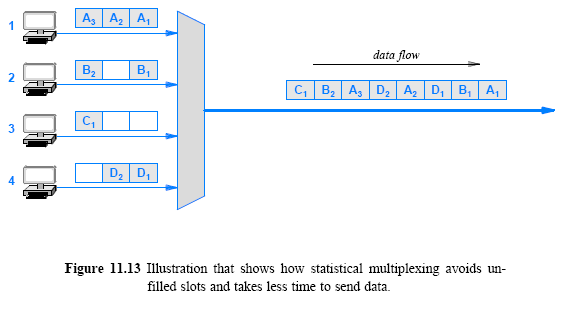 1
A₃ A₂ A₁
2
B₂ B₁
3
C₁
4
D₂ D₁
data flow
C₁ B₂ A₃ D₂ A₂ D₁ B₁ A₁
Figure 11.13 Illustration that shows how statistical multiplexing avoids un-
filled slots and takes less time to send data.